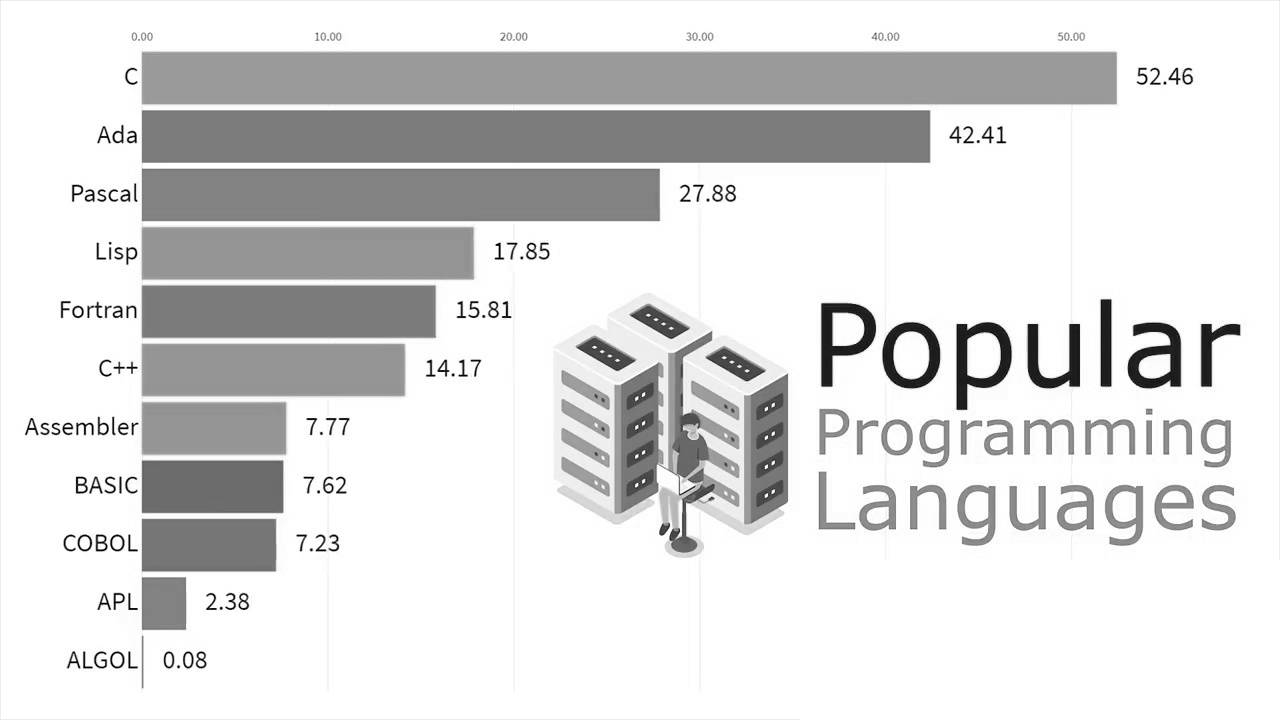 0.00 10.00 20.00 30.00 40.00 50.00
C 52.46
Ada 42.41
Pascal 27.88
Lisp 17.85
Fortran 15.81
C++ 14.17
Assembler 7.77
BASIC 7.62
COBOL 7.23
APL 2.38
ALGOL 0.08
Popular
Programming
Languages